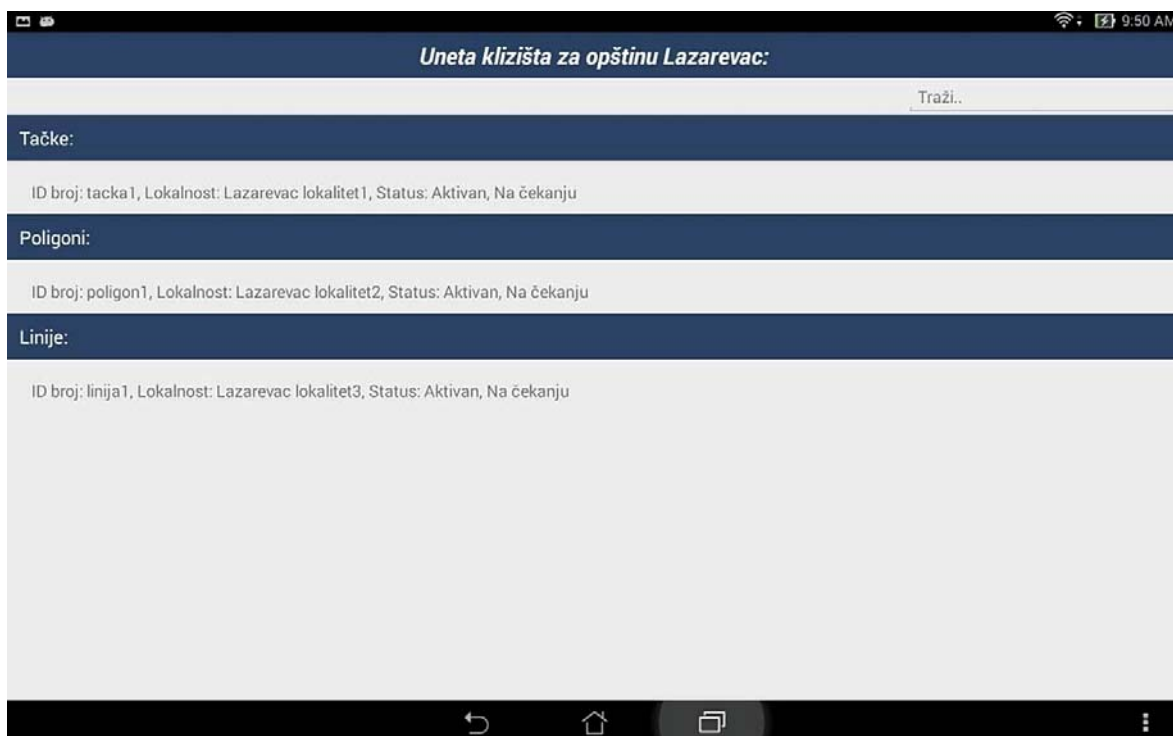 9:50 AM
Uneta klizišta za opštinu Lazarevac:
Traži..
Tačke:
ID broj: tacka1, Lokalnost: Lazarevac lokalitet1, Status: Aktivan, Na čekanju
Poligoni:
ID broj: poligon1, Lokalnost: Lazarevac lokalitet2, Status: Aktivan, Na čekanju
Linije:
ID broj: linija1, Lokalnost: Lazarevac lokalitet3, Status: Aktivan, Na čekanju